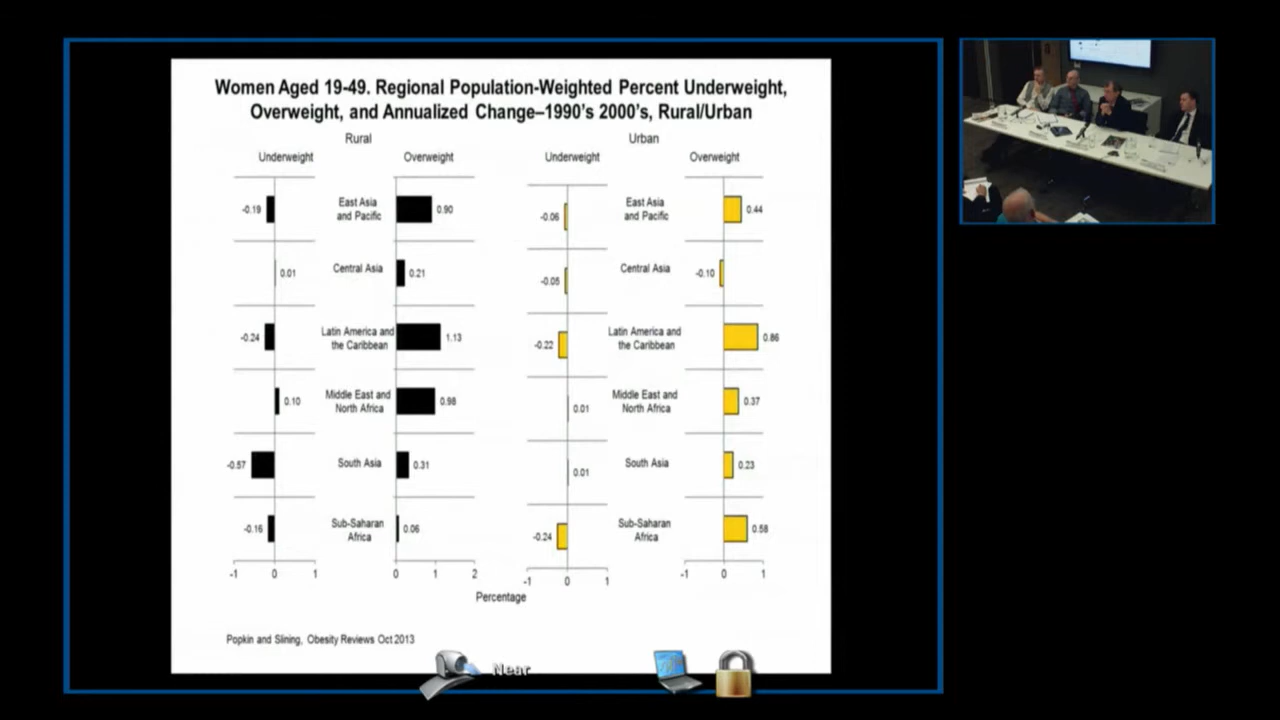 Women Aged 19-49. Regional Population-Weighted Percent Underweight,
Overweight, and Annualized Change–1990's 2000's, Rural/Urban
Rural
Urban
Underweight
Overweight
Underweight
Overweight
-0.19
East Asia
and Pacific
0.90
-0.06
East Asia
and Pacific
0.44
0.01
Central Asia
0.21
-0.05
Central Asia
-0.10
-0.24
Latin America and
the Caribbean
1.13
-0.22
Latin America and
the Caribbean
0.86
0.10
Middle East and
North Africa
0.98
0.01
Middle East and
North Africa
0.37
-0.57
South Asia
0.31
0.01
South Asia
0.23
-0.16
Sub-Saharan
Africa
0.06
-0.24
Sub-Saharan
Africa
0.58
-1 0 1
0 1 2
-1 0 1
-1 0 1
Percentage
Popkin and Slining, Obesity Reviews Oct 2013
Near